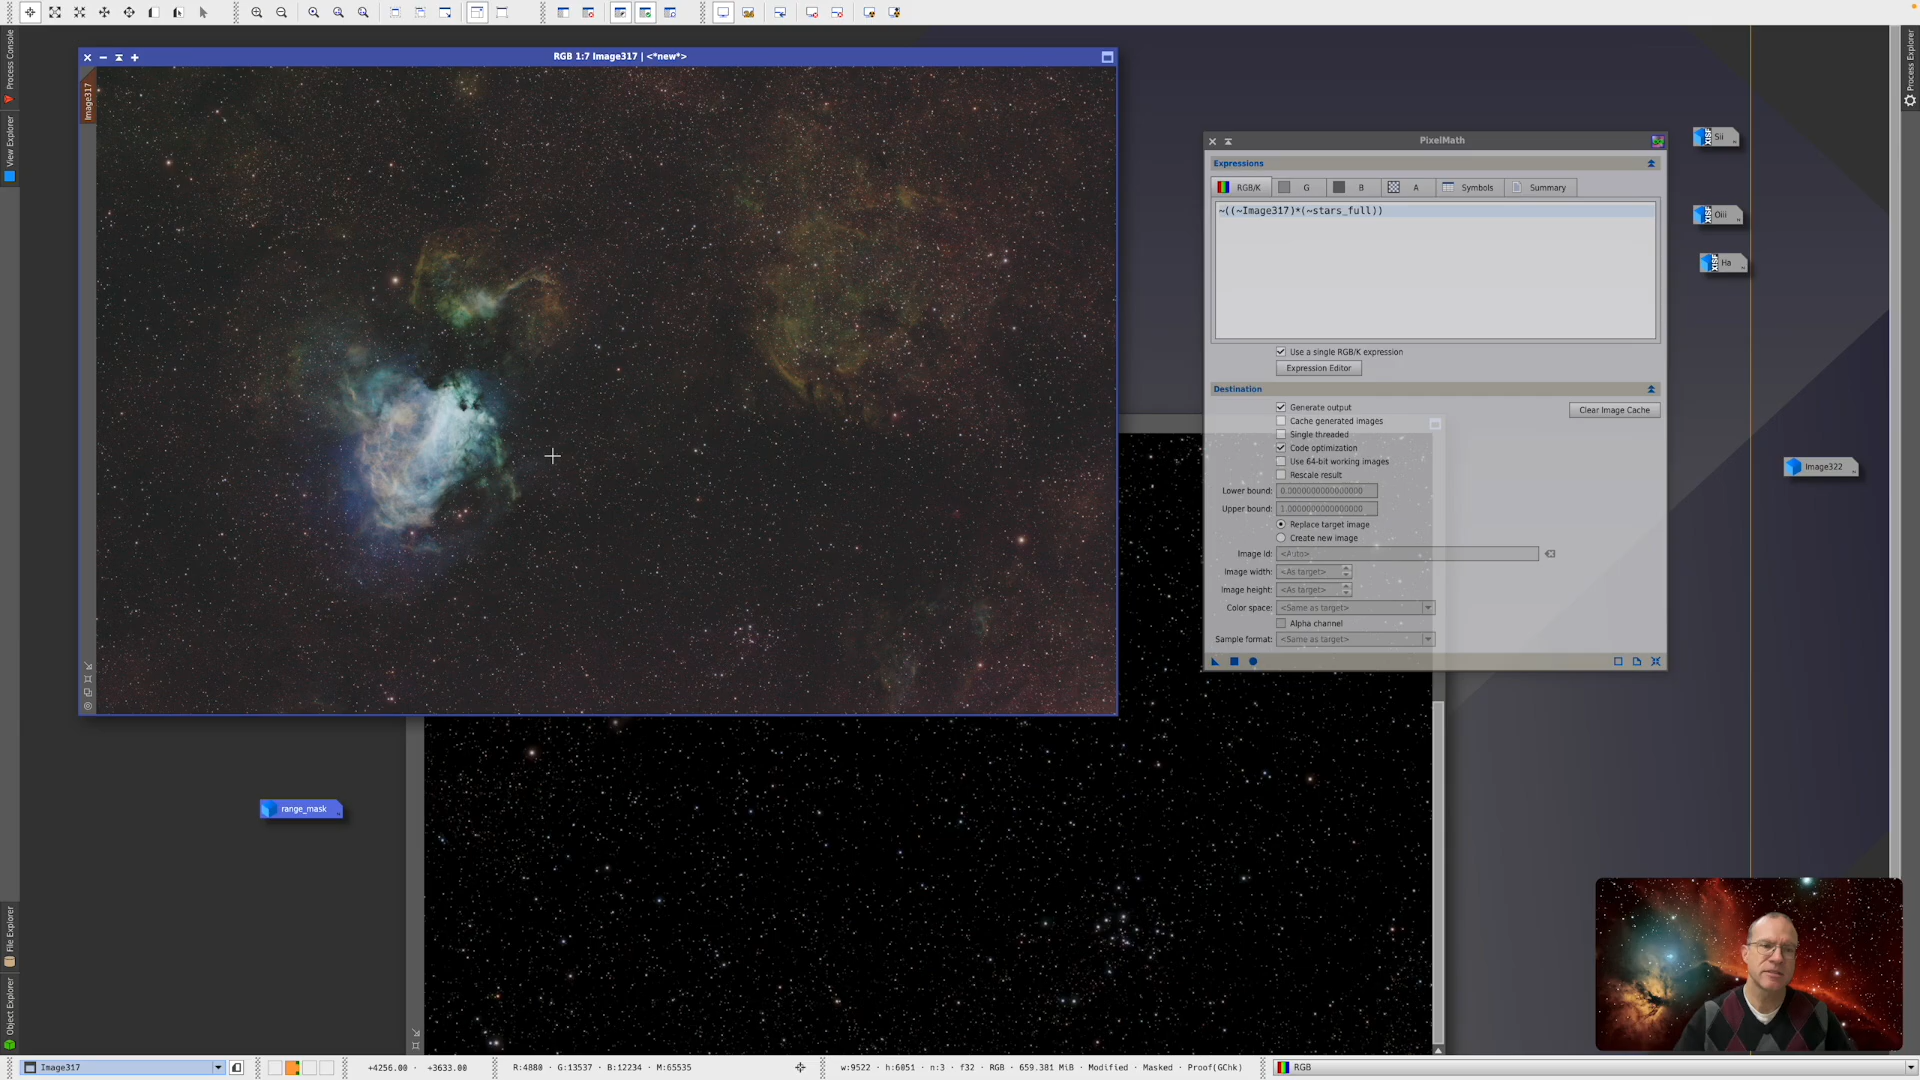 RGB 1:7 Image317 | <*new*>
Process Console
View Explorer
File Explorer
Object Explorer
Process Explorer
Image317
PixelMath
Expressions
RGB/K G B A Symbols Summary
~((~Image317)*(~stars_full))
Use a single RGB/K expression
Expression Editor
Destination
Generate output
Clear Image Cache
Cache generated images
Single threaded
Code optimization
Use 64-bit working images
Rescale result
Lower bound: 0.0000000000000000
Upper bound: 1.0000000000000000
Replace target image
Create new image
Image Id: <Auto>
Image width: <As target>
Image height: <As target>
Color space: <Same as target>
Alpha channel
Sample format: <Same as target>
XISF Sii
XISF Oiii
XISF Ha
Image322
range_mask
Image317
+4256.00 · +3633.00
R:4880 · G:13537 · B:12234 · M:65535
w:9522 · h:6051 · n:3 · f32 · RGB · 659.381 MiB · Modified · Masked · Proof(GChk)
RGB